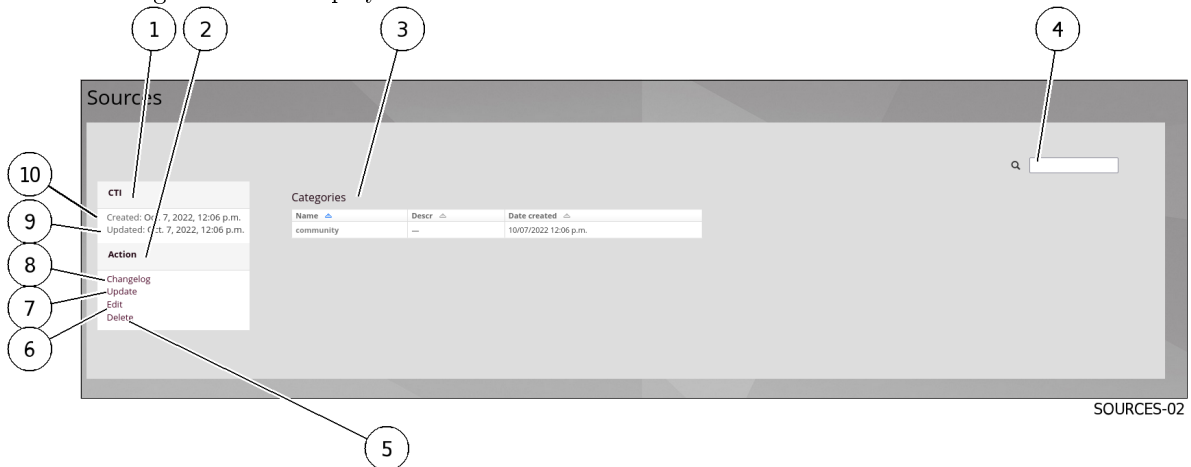 1 2 3 4
Sources
10
9
8
7
6
CTI
Created: Oct. 7, 2022, 12:06 p.m.
Updated: Oct. 7, 2022, 12:06 p.m.
Action
Changelog
Update
Edit
Delete
Categories
Name Descr Date created
community — 10/07/2022 12:06 p.m.
SOURCES-02
5